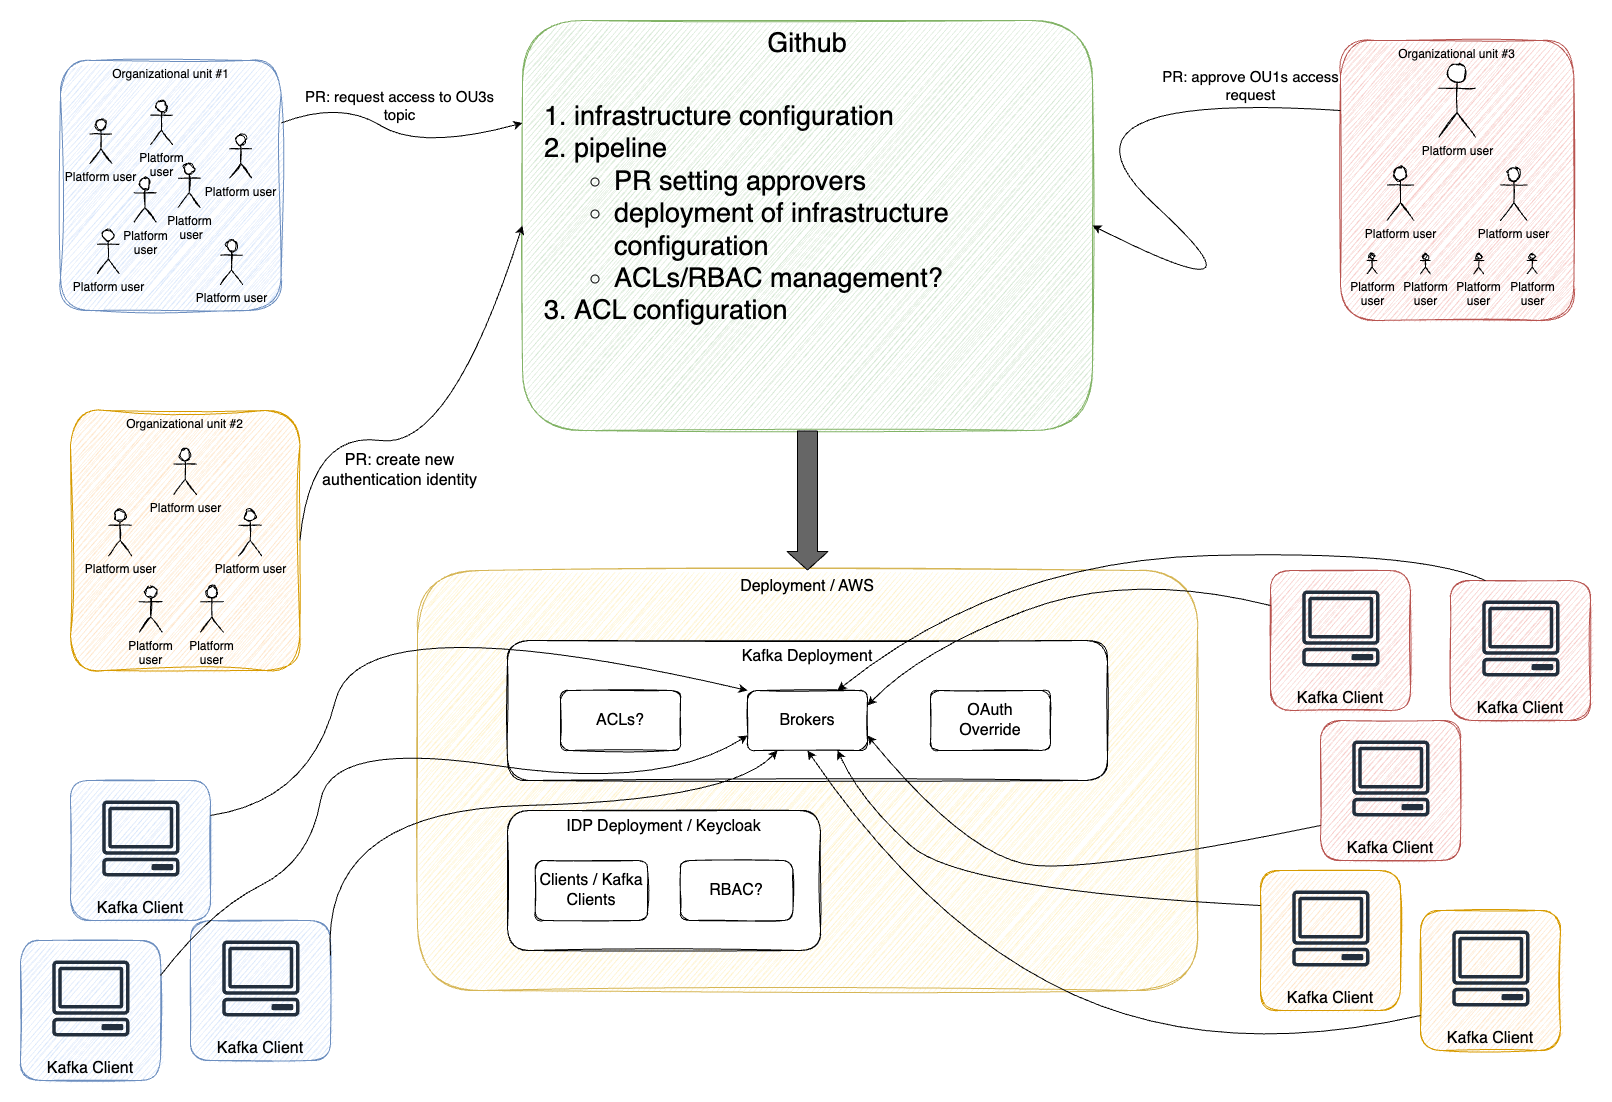 Github
1. infrastructure configuration
2. pipeline
○ PR setting approvers
○ deployment of infrastructure
configuration
○ ACLs/RBAC management?
3. ACL configuration
Organizational unit #1
Platform user
Platform
user
Platform user
Platform
user
Platform
user
Platform user
Platform user
PR: request access to OU3s
topic
Organizational unit #3
Platform user
Platform user
Platform user
Platform
user
Platform
user
Platform
user
Platform
user
PR: approve OU1s access
request
Organizational unit #2
Platform user
Platform user
Platform user
Platform
user
Platform
user
PR: create new
authentication identity
Deployment / AWS
Kafka Deployment
ACLs?
Brokers
OAuth
Override
IDP Deployment / Keycloak
Clients / Kafka
Clients
RBAC?
Kafka Client
Kafka Client
Kafka Client
Kafka Client
Kafka Client
Kafka Client
Kafka Client
Kafka Client